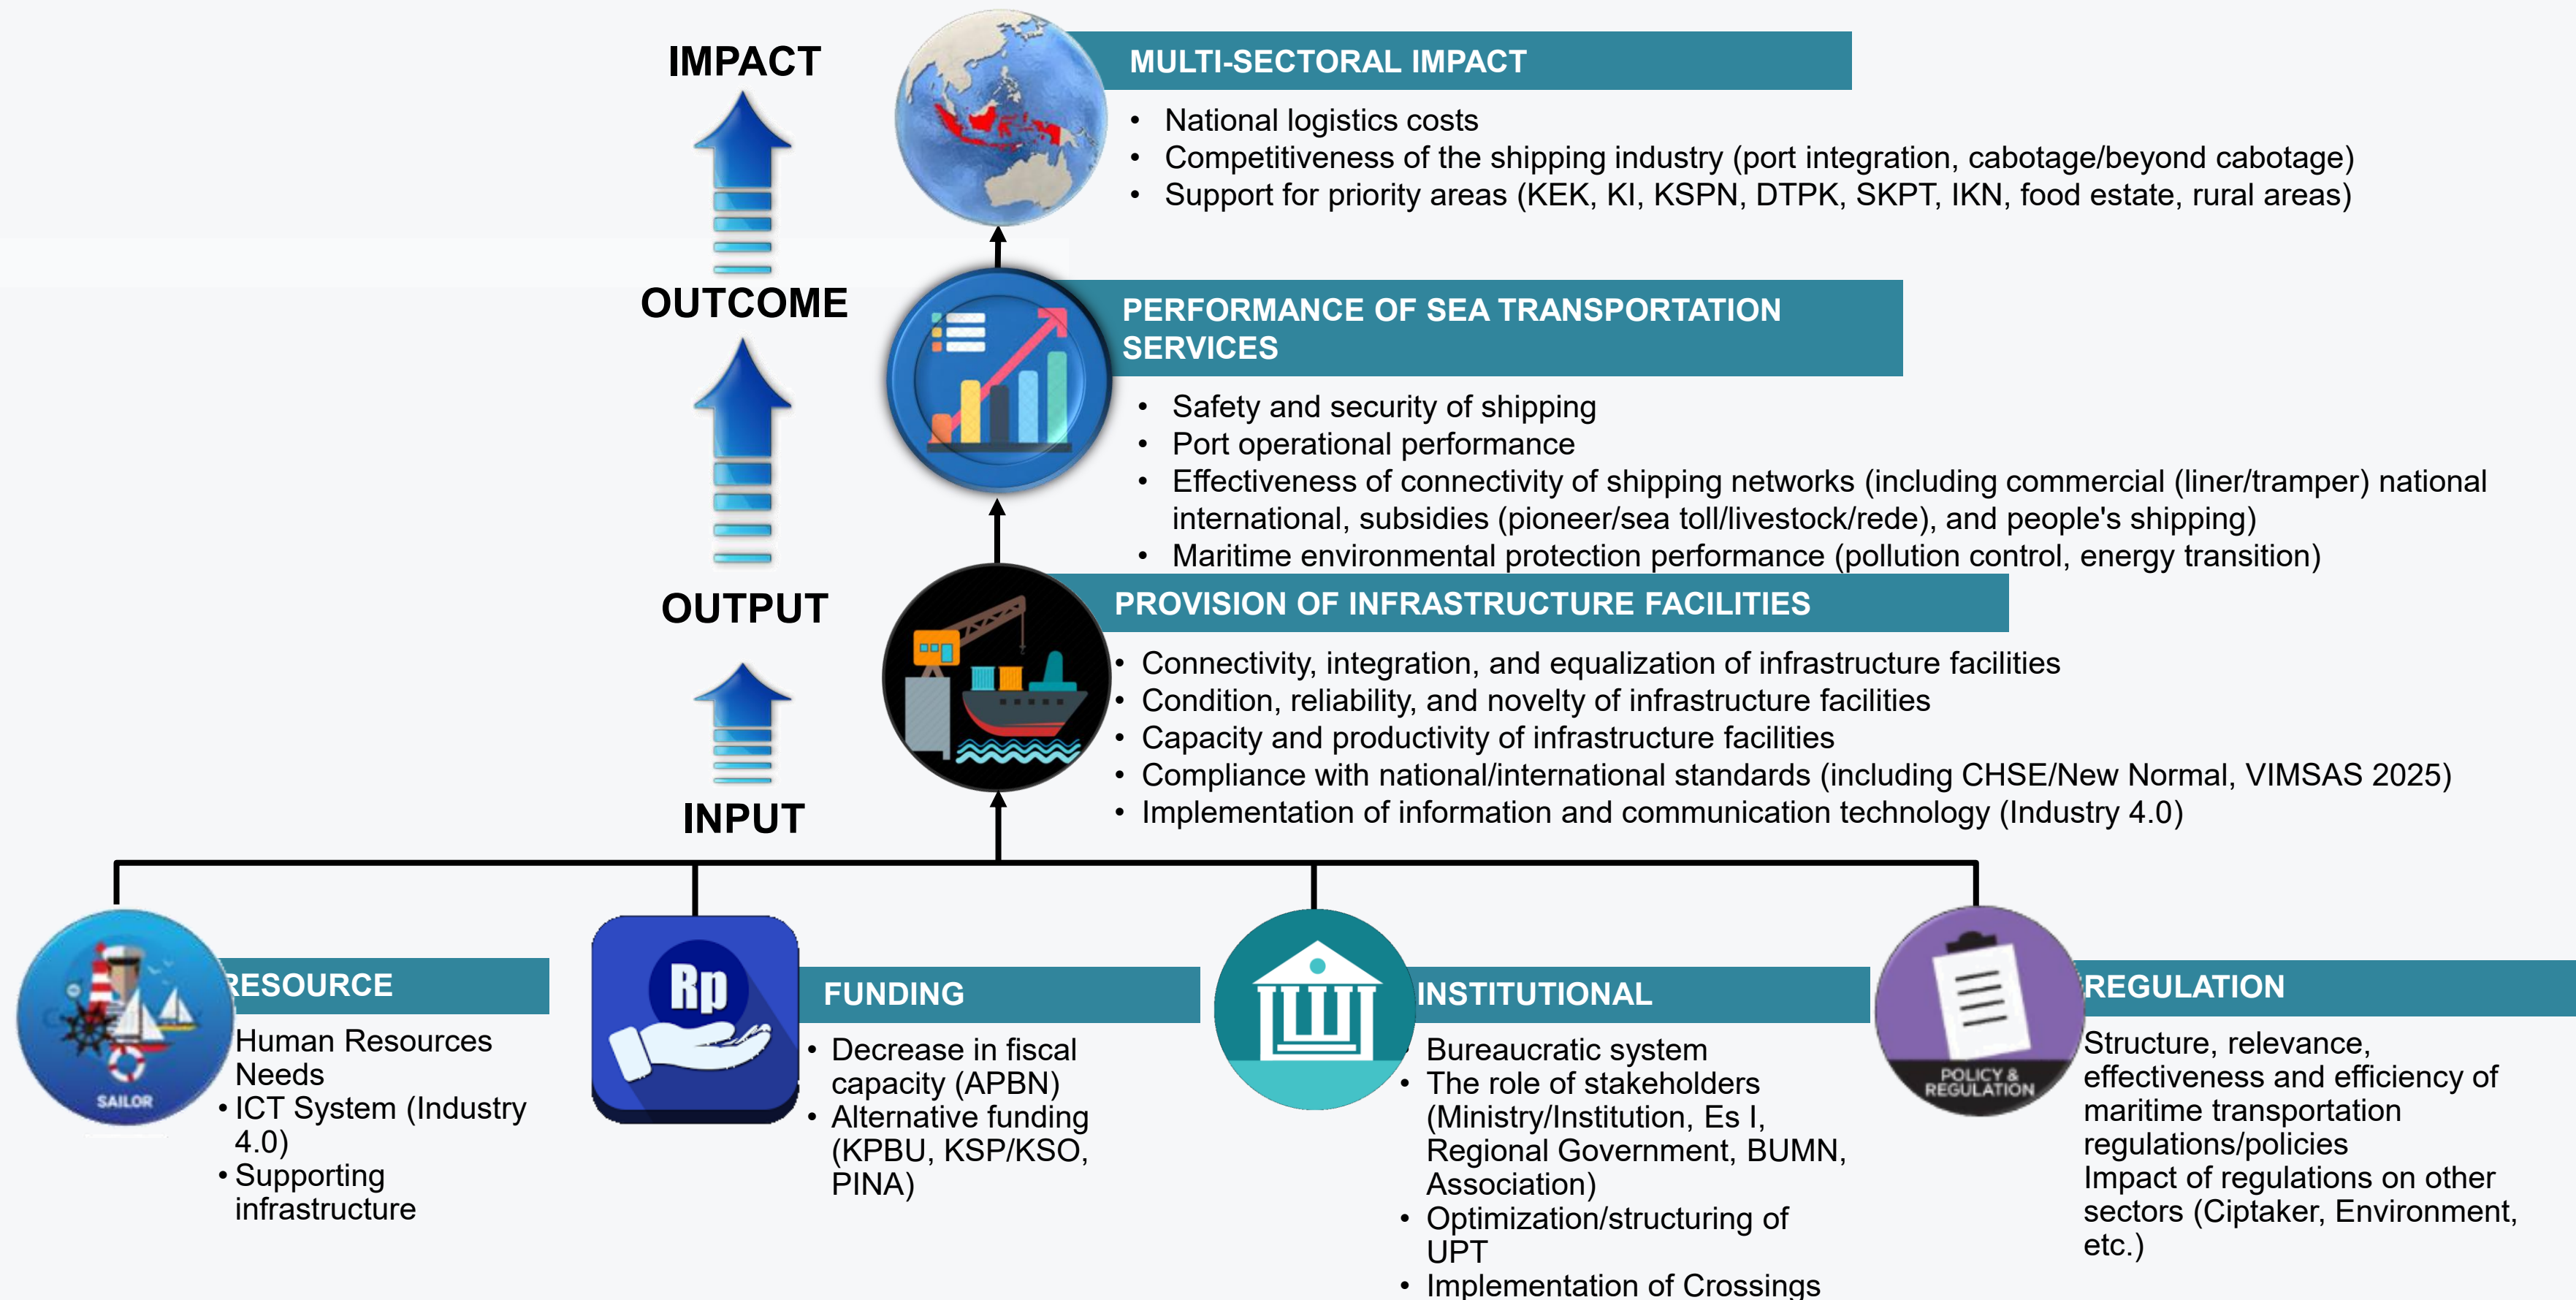 IMPACT
MULTI-SECTORAL IMPACT
• National logistics costs
• Competitiveness of the shipping industry (port integration, cabotage/beyond cabotage)
• Support for priority areas (KEK, KI, KSPN, DTPK, SKPT, IKN, food estate, rural areas)
OUTCOME
PERFORMANCE OF SEA TRANSPORTATION
SERVICES
• Safety and security of shipping
• Port operational performance
• Effectiveness of connectivity of shipping networks (including commercial (liner/tramper) national
international, subsidies (pioneer/sea toll/livestock/rede), and people's shipping)
• Maritime environmental protection performance (pollution control, energy transition)
OUTPUT
PROVISION OF INFRASTRUCTURE FACILITIES
• Connectivity, integration, and equalization of infrastructure facilities
• Condition, reliability, and novelty of infrastructure facilities
• Capacity and productivity of infrastructure facilities
• Compliance with national/international standards (including CHSE/New Normal, VIMSAS 2025)
• Implementation of information and communication technology (Industry 4.0)
INPUT
SAILOR
RESOURCE
Human Resources
Needs
• ICT System (Industry
4.0)
• Supporting
infrastructure
Rp
FUNDING
• Decrease in fiscal
capacity (APBN)
• Alternative funding
(KPBU, KSP/KSO,
PINA)
INSTITUTIONAL
• Bureaucratic system
• The role of stakeholders
(Ministry/Institution, Es I,
Regional Government, BUMN,
Association)
• Optimization/structuring of
UPT
• Implementation of Crossings
POLICY &
REGULATION
REGULATION
Structure, relevance,
effectiveness and efficiency of
maritime transportation
regulations/policies
Impact of regulations on other
sectors (Ciptaker, Environment,
etc.)